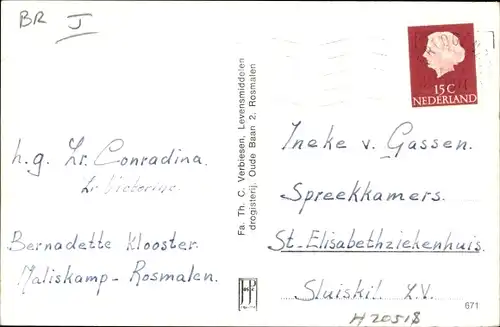 BR I
15 C
NEDERLAND
Fa. Th. C. Verbiesen, Levensmiddelen
drogisterij, Oude Baan 2, Rosmalen
h.g. Zr. Conradina.
Zr Victorine.
Bernadette Klooster
Maliskamp-Rosmalen.
Ineke v. Gassen.
Spreekkamers.
St-Elisabethziekenhuis.
Sluiskil. Z.V.
671
H20518